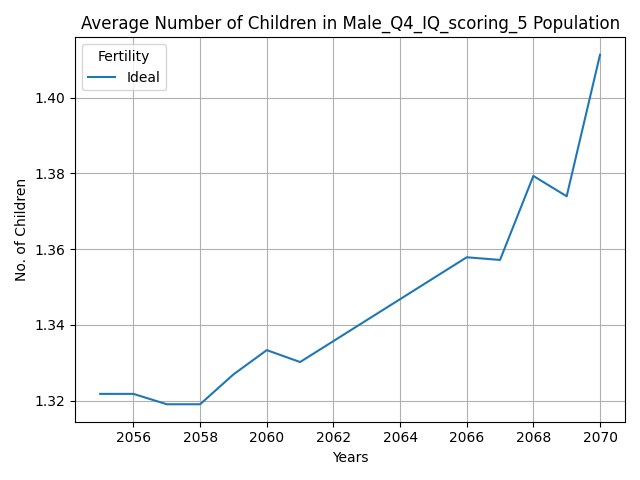 Average Number of Children in Male_Q4_IQ_scoring_5 Population
Fertility
Ideal
No. of Children
1.40
1.38
1.36
1.34
1.32
2056 2058 2060 2062 2064 2066 2068 2070
Years